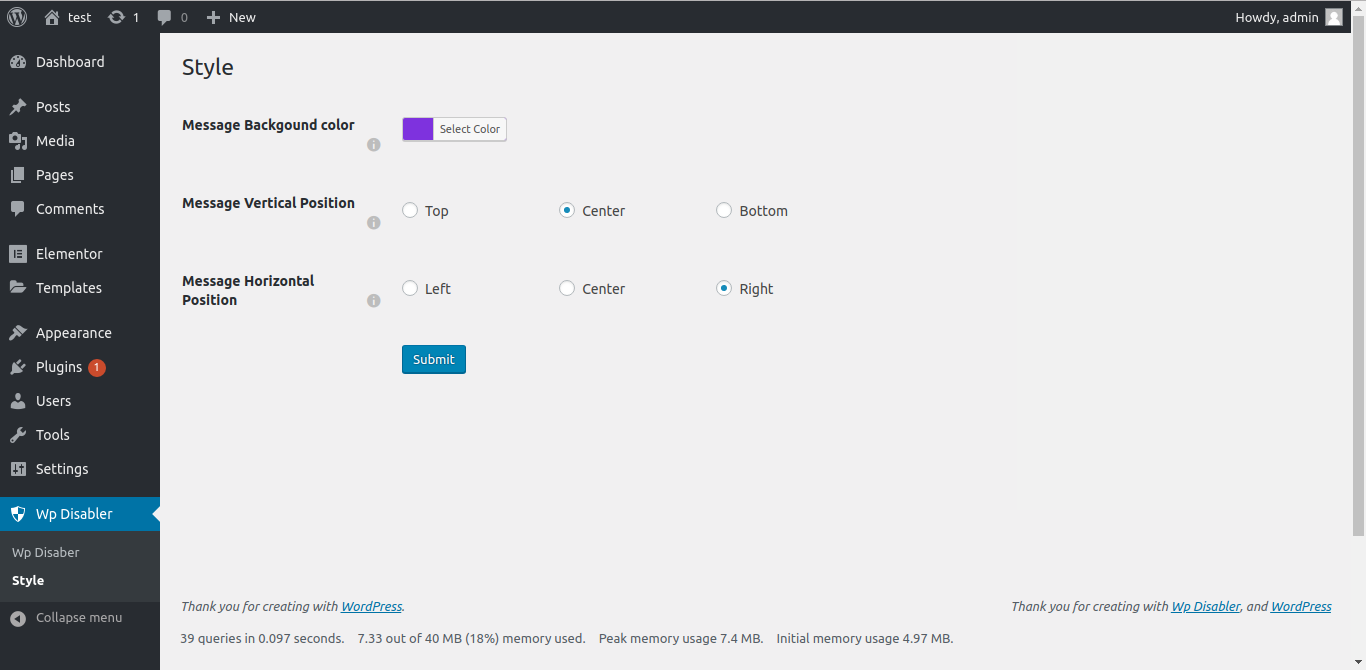 test 1 0 New Howdy, admin
Dashboard
Posts
Media
Pages
Comments
Elementor
Templates
Appearance
Plugins 1
Users
Tools
Settings
Wp Disabler
Wp Disaber
Style
Collapse menu
Style
Message Backgound color
Select Color
Message Vertical Position
Top Center Bottom
Message Horizontal
Position
Left Center Right
Submit
Thank you for creating with WordPress.
Thank you for creating with Wp Disabler, and WordPress
39 queries in 0.097 seconds. 7.33 out of 40 MB (18%) memory used. Peak memory usage 7.4 MB. Initial memory usage 4.97 MB.